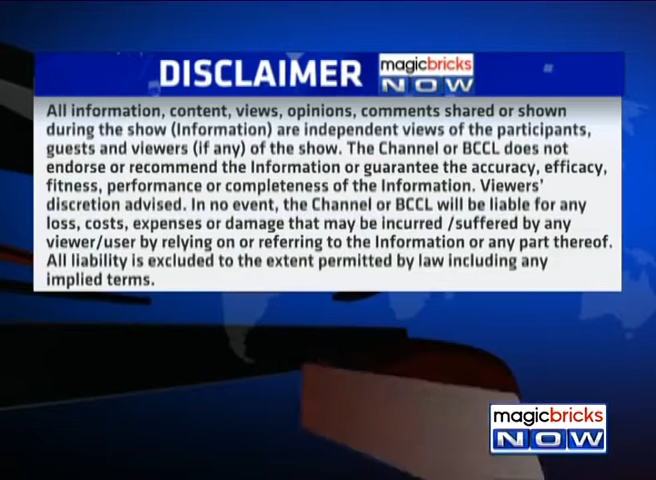 DISCLAIMER magicbricks
NOW
All information, content, views, opinions, comments shared or shown
during the show (Information) are independent views of the participants,
guests and viewers (if any) of the show. The Channel or BCCL does not
endorse or recommend the Information or guarantee the accuracy, efficacy,
fitness, performance or completeness of the Information. Viewers'
discretion advised. In no event, the Channel or BCCL will be liable for any
loss, costs, expenses or damage that may be incurred /suffered by any
viewer/user by relying on or referring to the Information or any part thereof.
All liability is excluded to the extent permitted by law including any
implied terms.
magicbricks
NOW